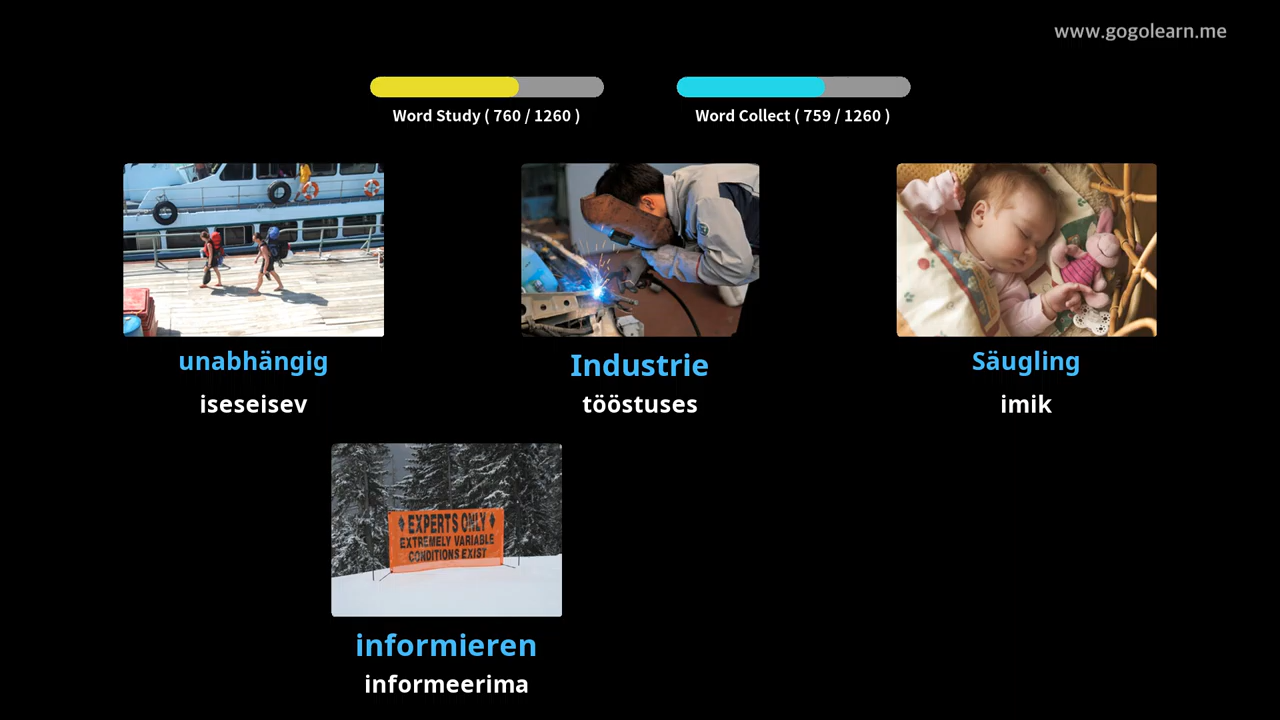 www.gogolearn.me
Word Study ( 760 / 1260 )
Word Collect ( 759 / 1260 )
unabhängig
iseseisev
Industrie
tööstuses
Säugling
imik
EXPERTS ONLY
EXTREMELY VARIABLE
CONDITIONS EXIST
informieren
informeerima